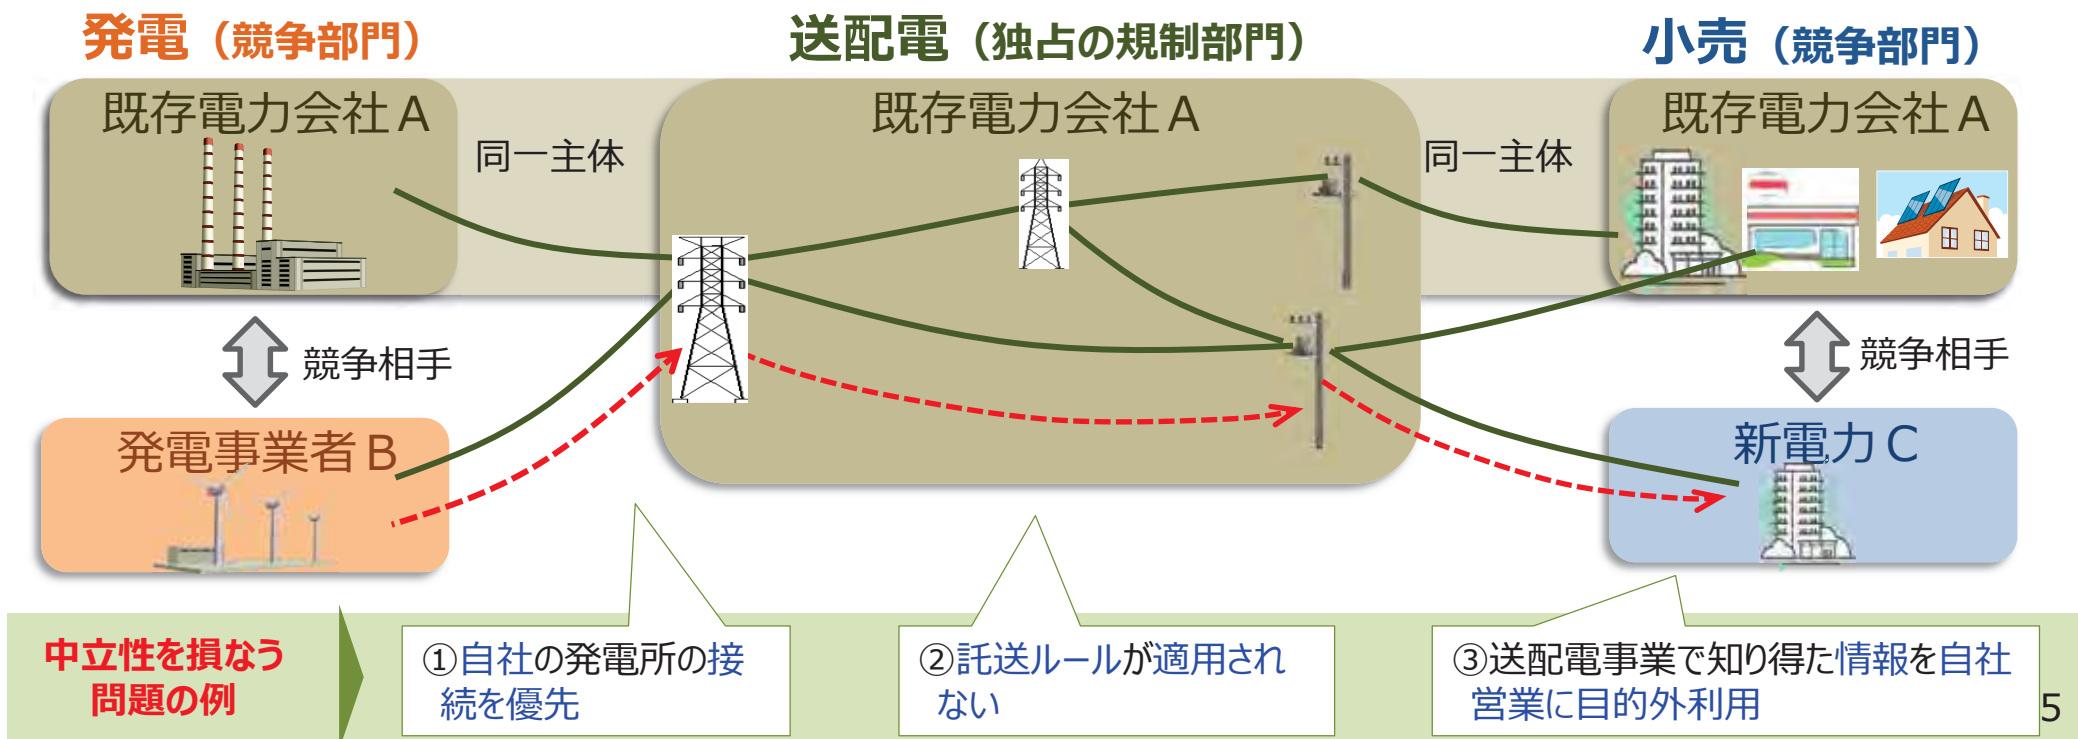 発電（競争部門）
送配電（独占の規制部門）
小売（競争部門）
既存電力会社Ａ
同一主体
既存電力会社Ａ
同一主体
既存電力会社Ａ
競争相手
競争相手
発電事業者Ｂ
新電力Ｃ
中立性を損なう
問題の例
①自社の発電所の接
続を優先
②託送ルールが適用され
ない
③送配電事業で知り得た情報を自社
営業に目的外利用
5